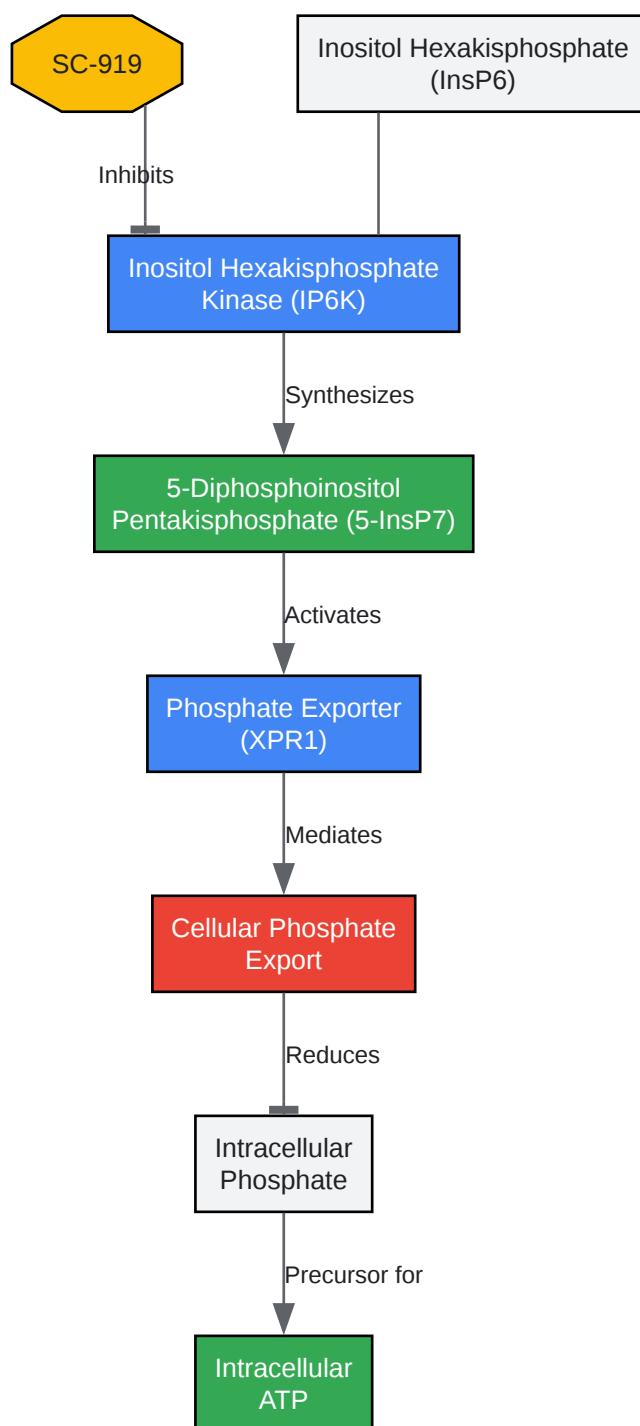 SC-919
Inositol Hexakisphosphate
(InsP6)
Inhibits
Inositol Hexakisphosphate
Kinase (IP6K)
Synthesizes
5-Diphosphoinositol
Pentakisphosphate (5-InsP7)
Activates
Phosphate Exporter
(XPR1)
Mediates
Cellular Phosphate
Export
Reduces
Intracellular
Phosphate
Precursor for
Intracellular
ATP